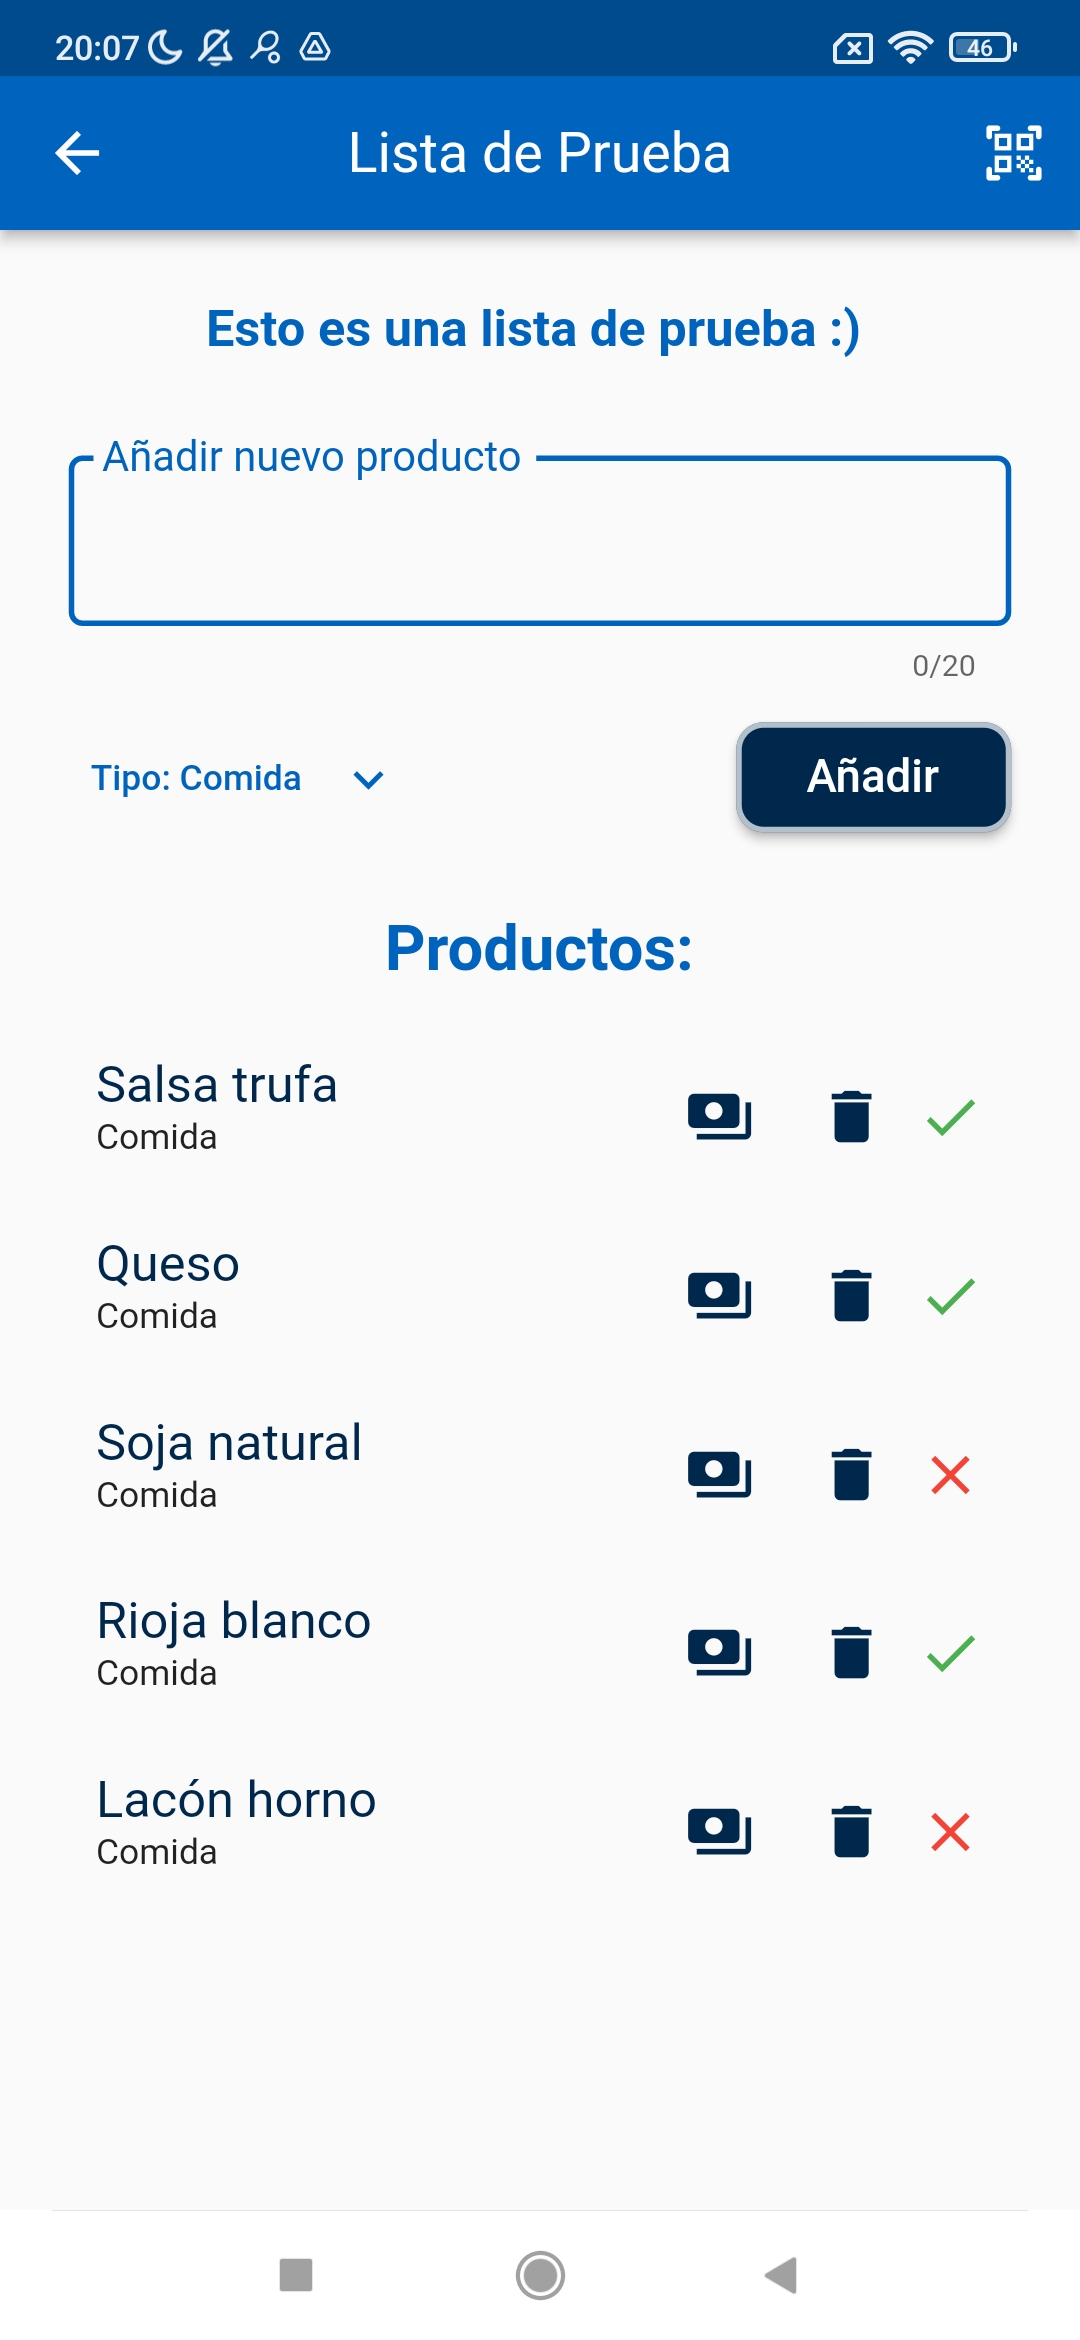 20:07
46
Lista de Prueba
Esto es una lista de prueba :)
Añadir nuevo producto
0/20
Tipo: Comida
Añadir
Productos:
Salsa trufa
Comida
Queso
Comida
Soja natural
Comida
Rioja blanco
Comida
Lacón horno
Comida